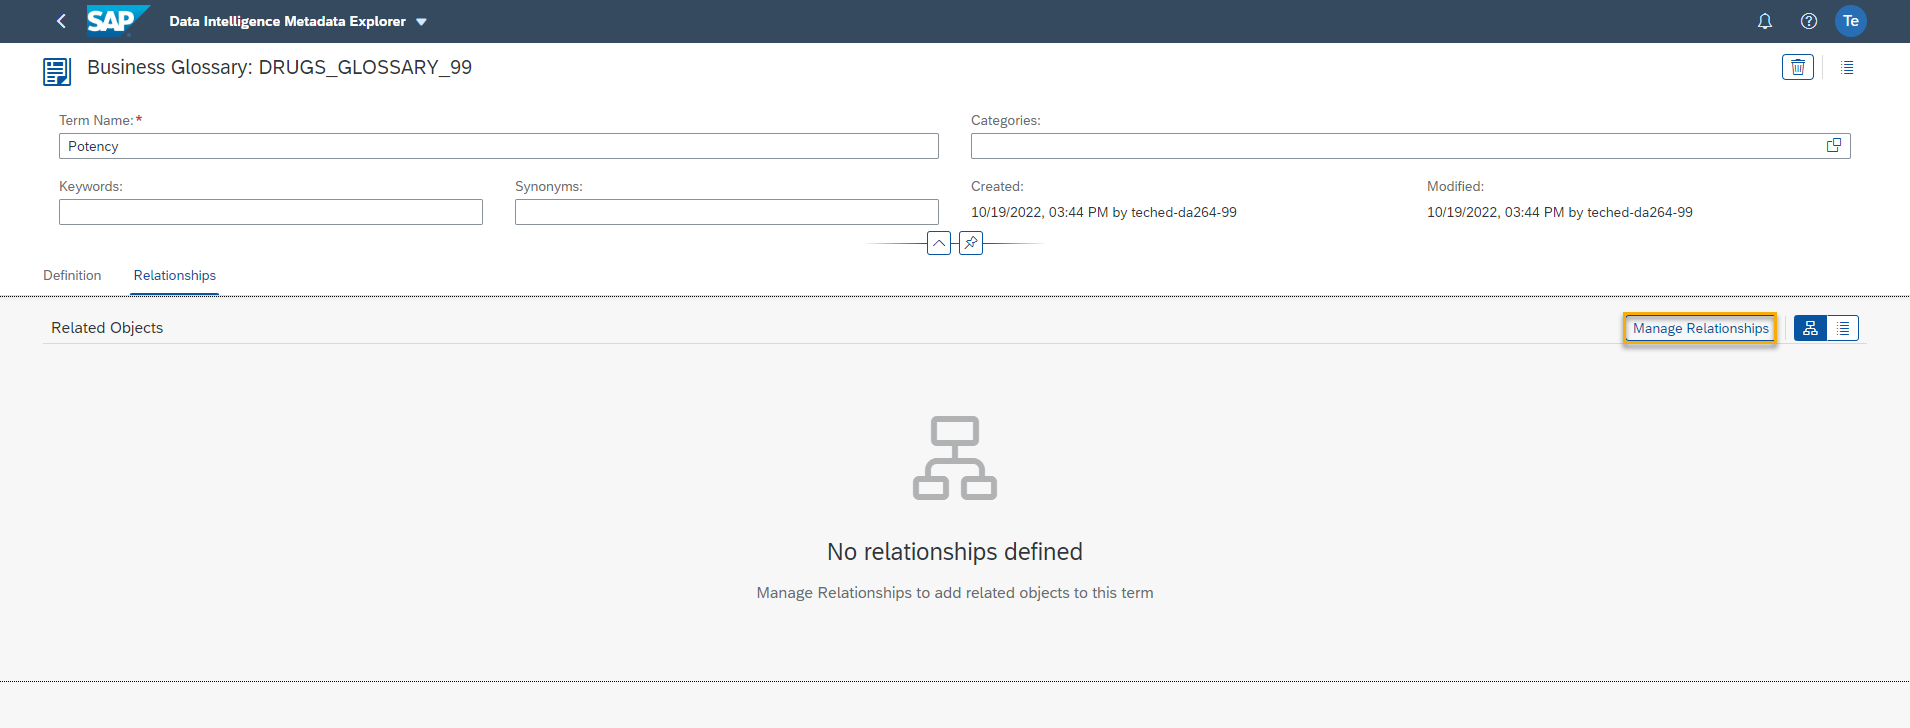 SAP Data Intelligence Metadata Explorer Te
Business Glossary: DRUGS_GLOSSARY_99
Term Name:* Categories:
Potency
Keywords: Synonyms: Created: Modified:
10/19/2022, 03:44 PM by teched-da264-99 10/19/2022, 03:44 PM by teched-da264-99
Definition Relationships
Related Objects Manage Relationships
No relationships defined
Manage Relationships to add related objects to this term